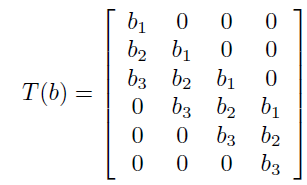 b₁ 0 0 0
b₂ b₁ 0 0
b₃ b₂ b₁ 0
T(b) =
0 b₃ b₂ b₁
0 0 b₃ b₂
0 0 0 b₃